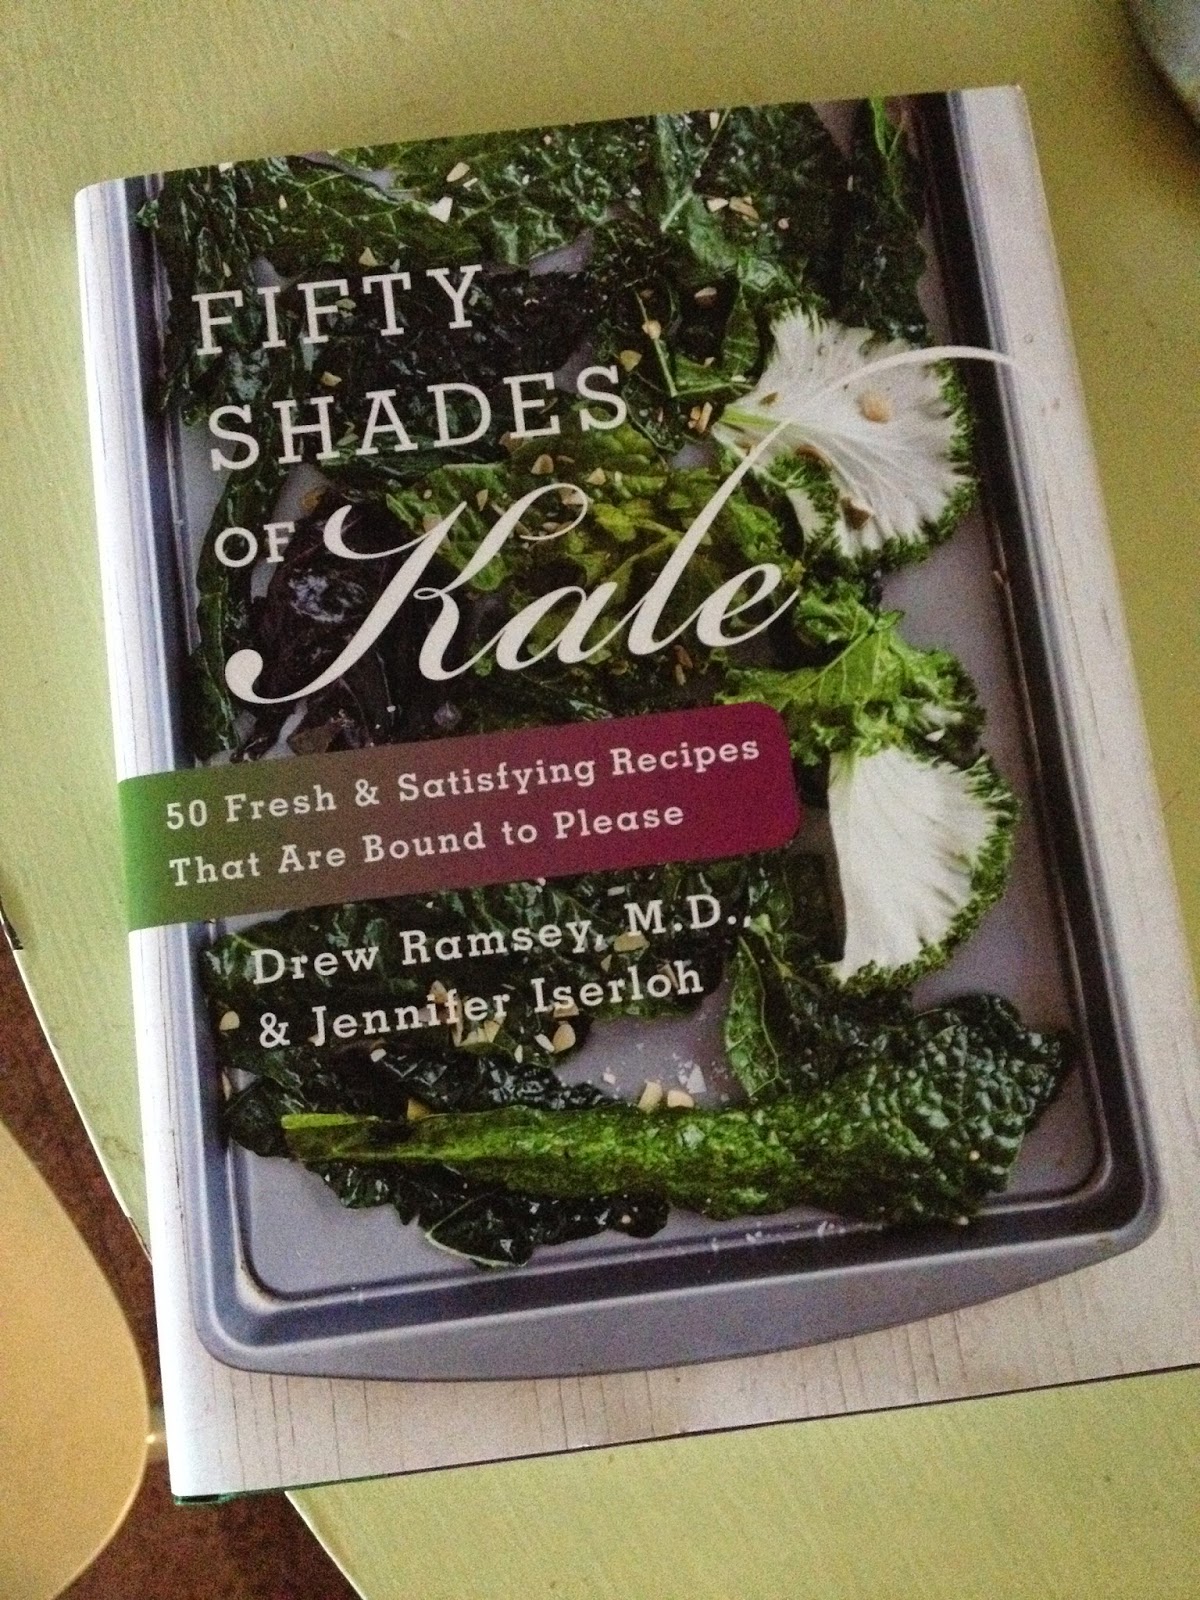 FIFTY
SHADES
OF Kale
50 Fresh & Satisfying Recipes
That Are Bound to Please
Drew Ramsey, M.D.,
& Jennifer Iserloh